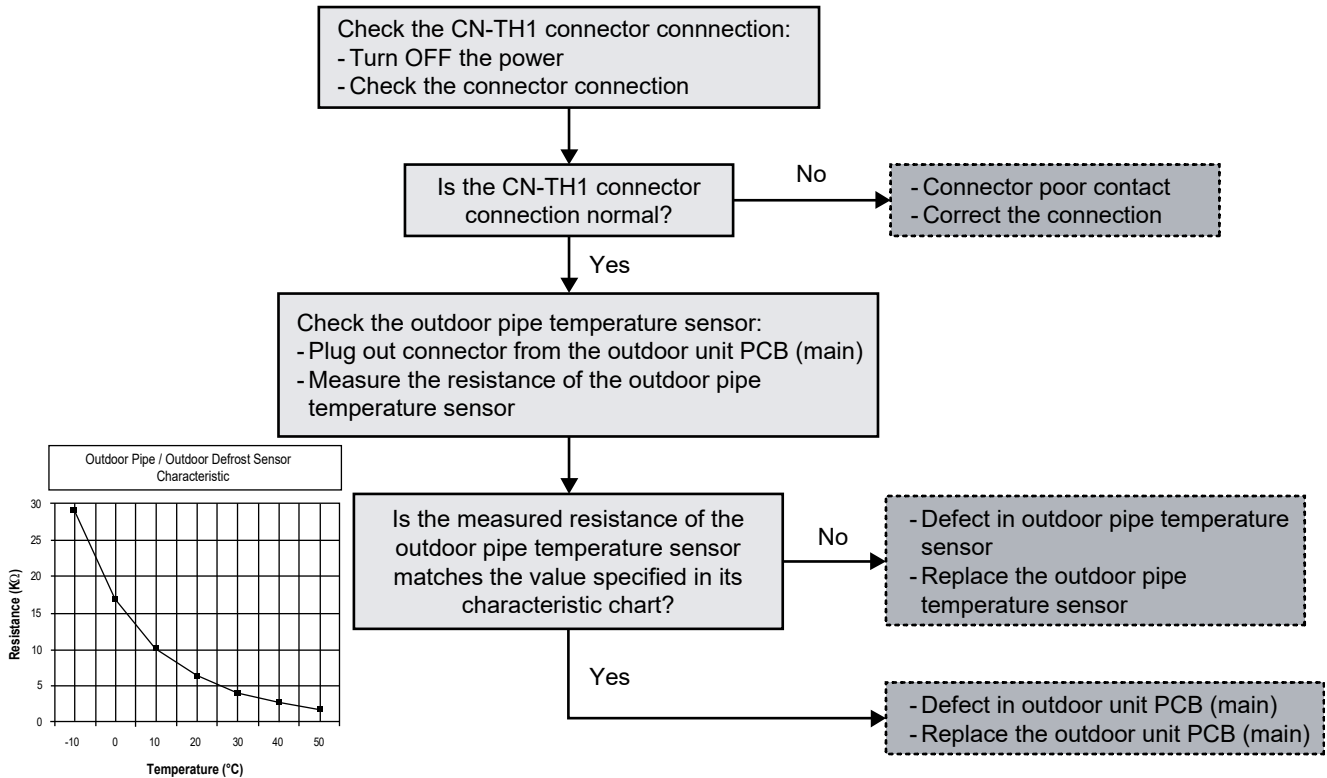 Check the CN-TH1 connector connnection:
- Turn OFF the power
- Check the connector connection
Is the CN-TH1 connector
connection normal?
No
- Connector poor contact
- Correct the connection
Yes
Check the outdoor pipe temperature sensor:
- Plug out connector from the outdoor unit PCB (main)
- Measure the resistance of the outdoor pipe
temperature sensor
Outdoor Pipe / Outdoor Defrost Sensor
Characteristic
30
25
20
15
10
5
0
Resistance (KΩ)
-10 0 10 20 30 40 50
Temperature (°C)
Is the measured resistance of the
outdoor pipe temperature sensor
matches the value specified in its
characteristic chart?
No
- Defect in outdoor pipe temperature
sensor
- Replace the outdoor pipe
temperature sensor
Yes
- Defect in outdoor unit PCB (main)
- Replace the outdoor unit PCB (main)